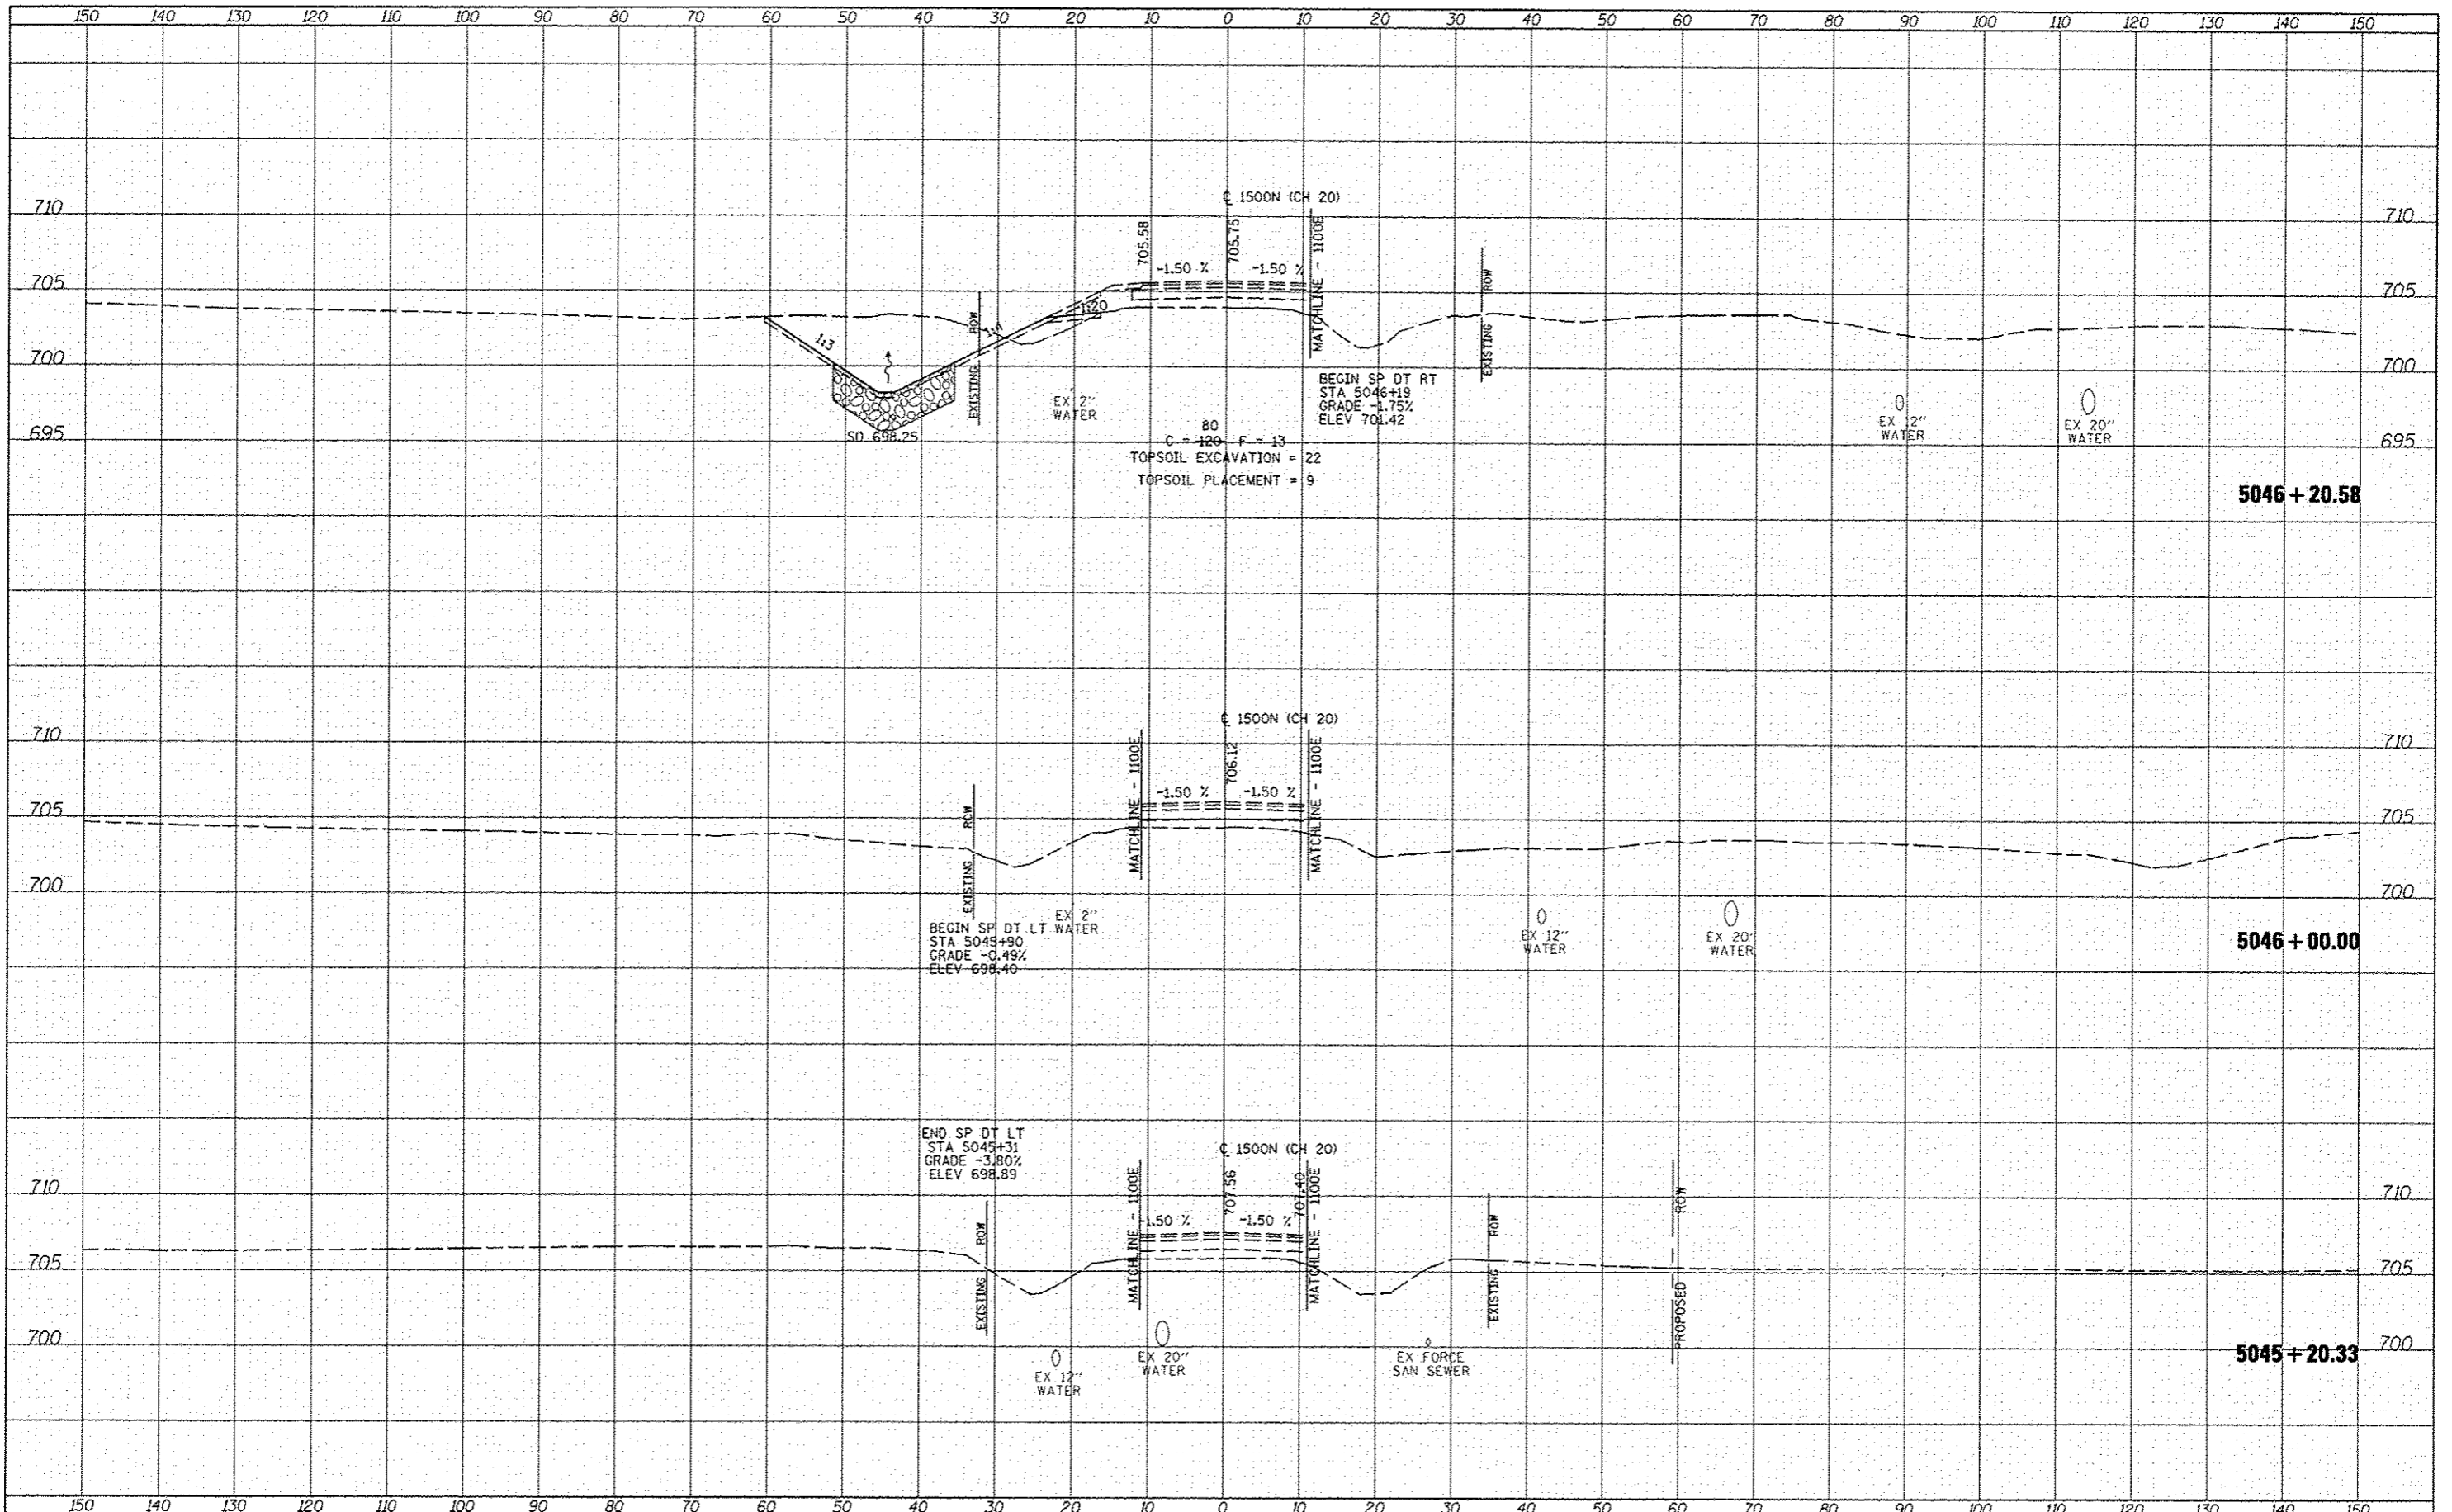 150 140 130 120 110 100 90 80 70 60 50 40 30 20 10 0 10 20 30 40 50 60 70 80 90 100 110 120 130 140 150
℄ 1500N (CH 20)
710 710
705.58 705.75
MATCHLINE - 1100E
-1.50 % -1.50 %
705 705
EXISTING ROW
EXISTING ROW
1:20
1:4
1:3
700 700
BEGIN SP DT RT
STA 5046+19
GRADE -1.75%
ELEV 701.42
EX 2"
WATER
EX 12"
WATER
EX 20"
WATER
SD 698.25
695 695
80
C = 120 F = 13
TOPSOIL EXCAVATION = 22
TOPSOIL PLACEMENT = 9
5046+20.58
℄ 1500N (CH 20)
710 710
706.12
MATCHLINE - 1100E
MATCHLINE - 1100E
-1.50 % -1.50 %
705 705
EXISTING ROW
700 700
EX 2"
WATER
BEGIN SP DT LT
STA 5045+90
GRADE -0.49%
ELEV 698.40
EX 12"
WATER
EX 20"
WATER
5046+00.00
END SP DT LT
STA 5045+31
GRADE -3.80%
ELEV 698.89
℄ 1500N (CH 20)
710 710
707.56 707.40
MATCHLINE - 1100E
MATCHLINE - 1100E
-1.50 % -1.50 %
EXISTING ROW
EXISTING ROW
PROPOSED ROW
705 705
700 700
EX 12"
WATER
EX 20"
WATER
EX FORCE
SAN SEWER
5045+20.33
150 140 130 120 110 100 90 80 70 60 50 40 30 20 10 0 10 20 30 40 50 60 70 80 90 100 110 120 130 140 150